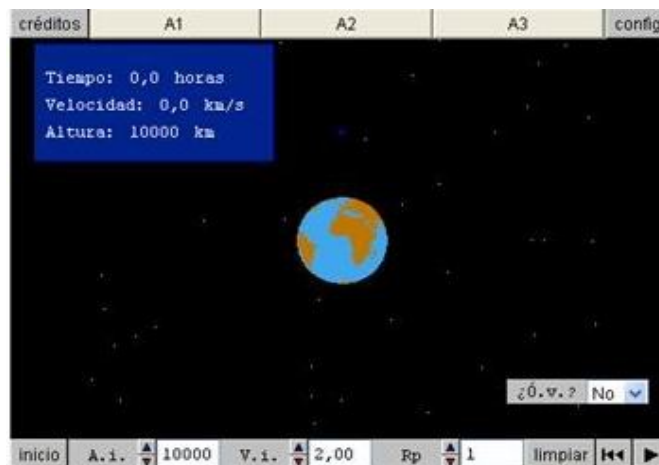 créditos A1 A2 A3 config
Tiempo: 0,0 horas
Velocidad: 0,0 km/s
Altura: 10000 km
¿Ó.v.? No
inicio A.i. 10000 V.i. 2,00 Rp 1 limpiar